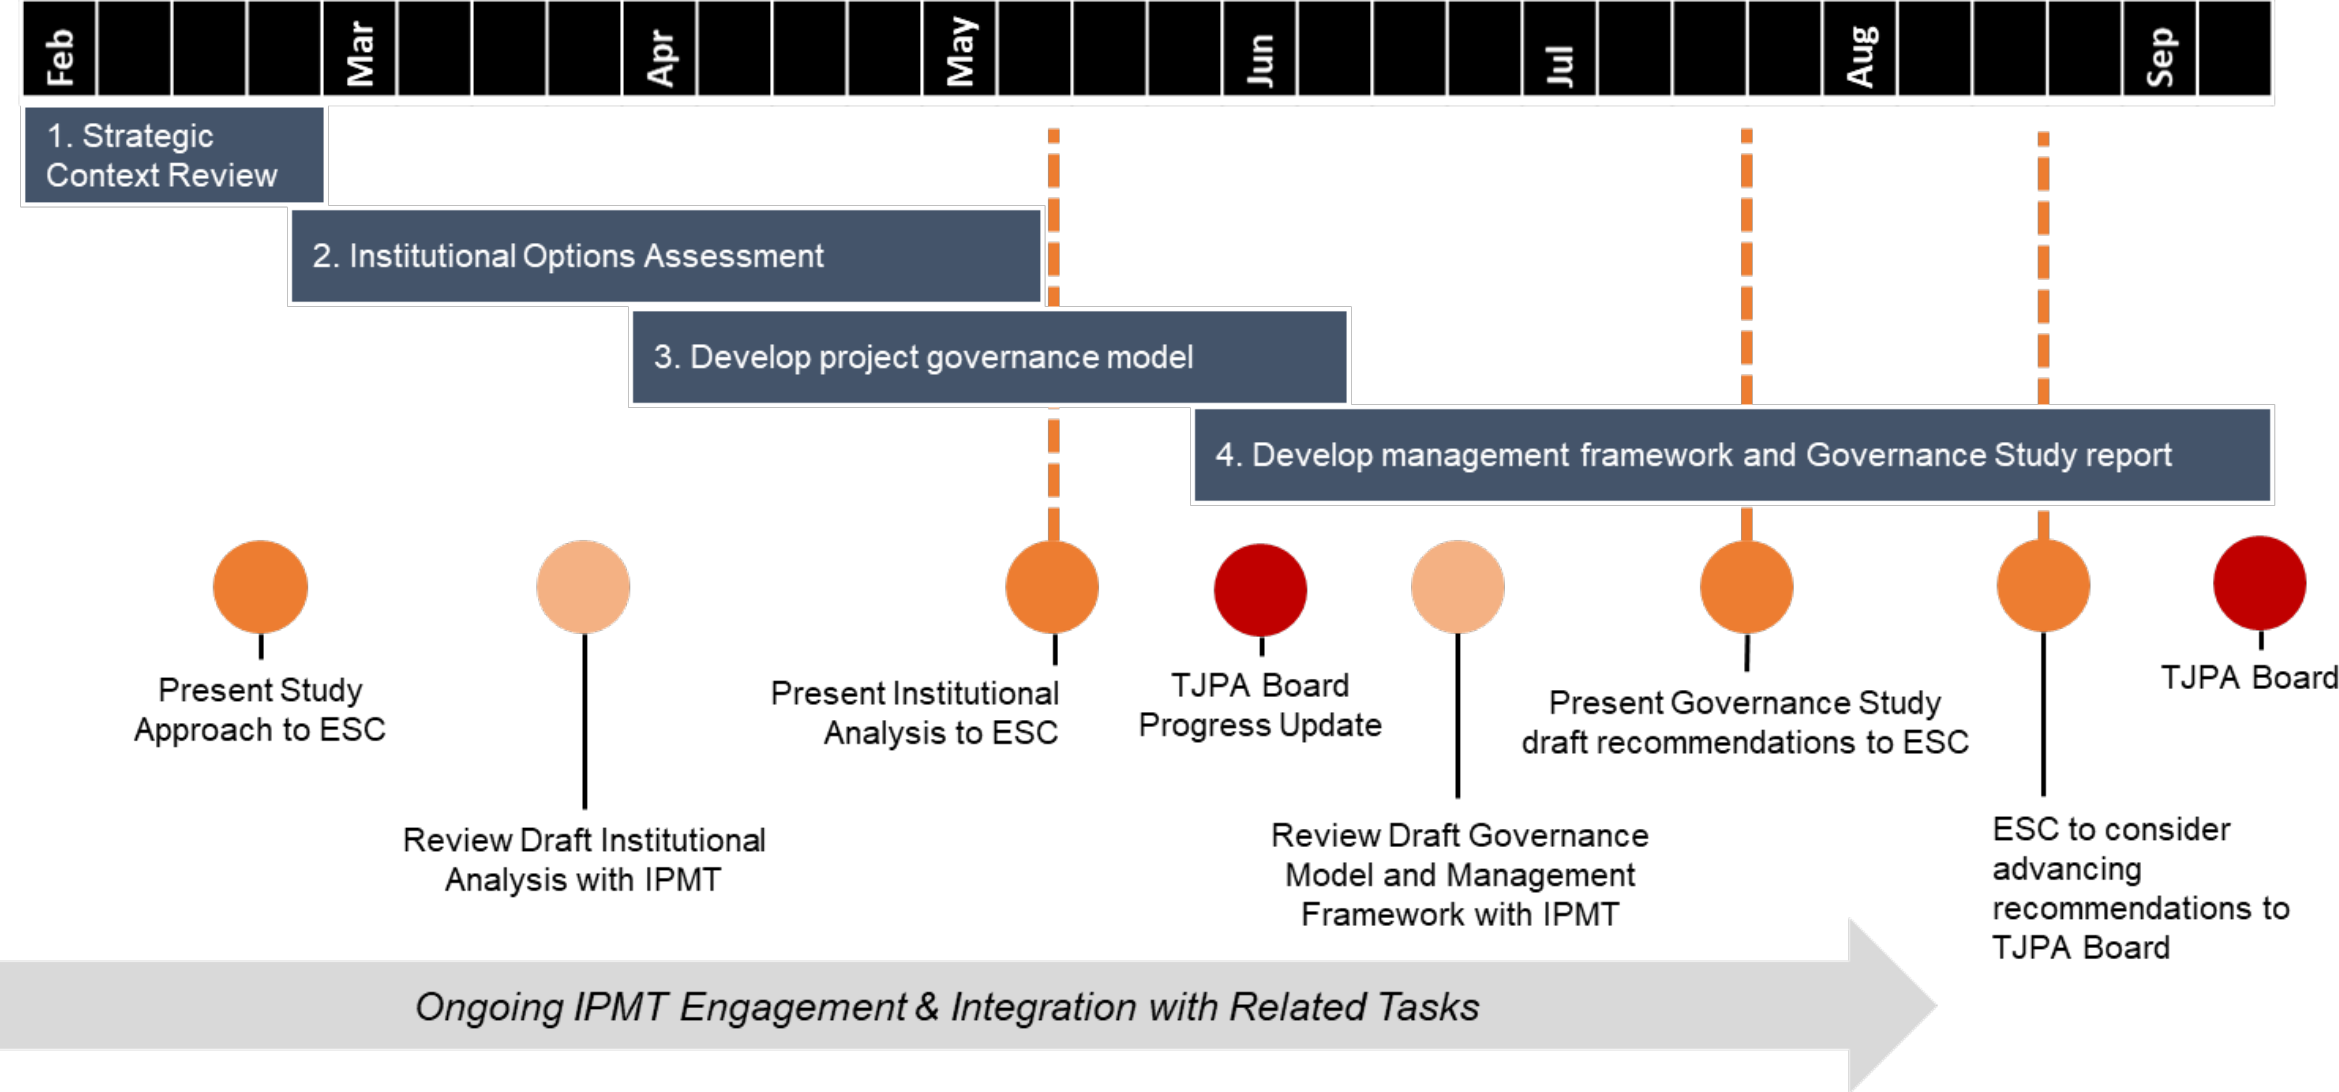 Feb
Mar
Apr
May
Jun
Jul
Aug
Sep
1. Strategic
Context Review
2. Institutional Options Assessment
3. Develop project governance model
4. Develop management framework and Governance Study report
Present Study
Approach to ESC
Review Draft Institutional
Analysis with IPMT
Present Institutional
Analysis to ESC
TJPA Board
Progress Update
Review Draft Governance
Model and Management
Framework with IPMT
Present Governance Study
draft recommendations to ESC
ESC to consider
advancing
recommendations to
TJPA Board
TJPA Board
Ongoing IPMT Engagement & Integration with Related Tasks